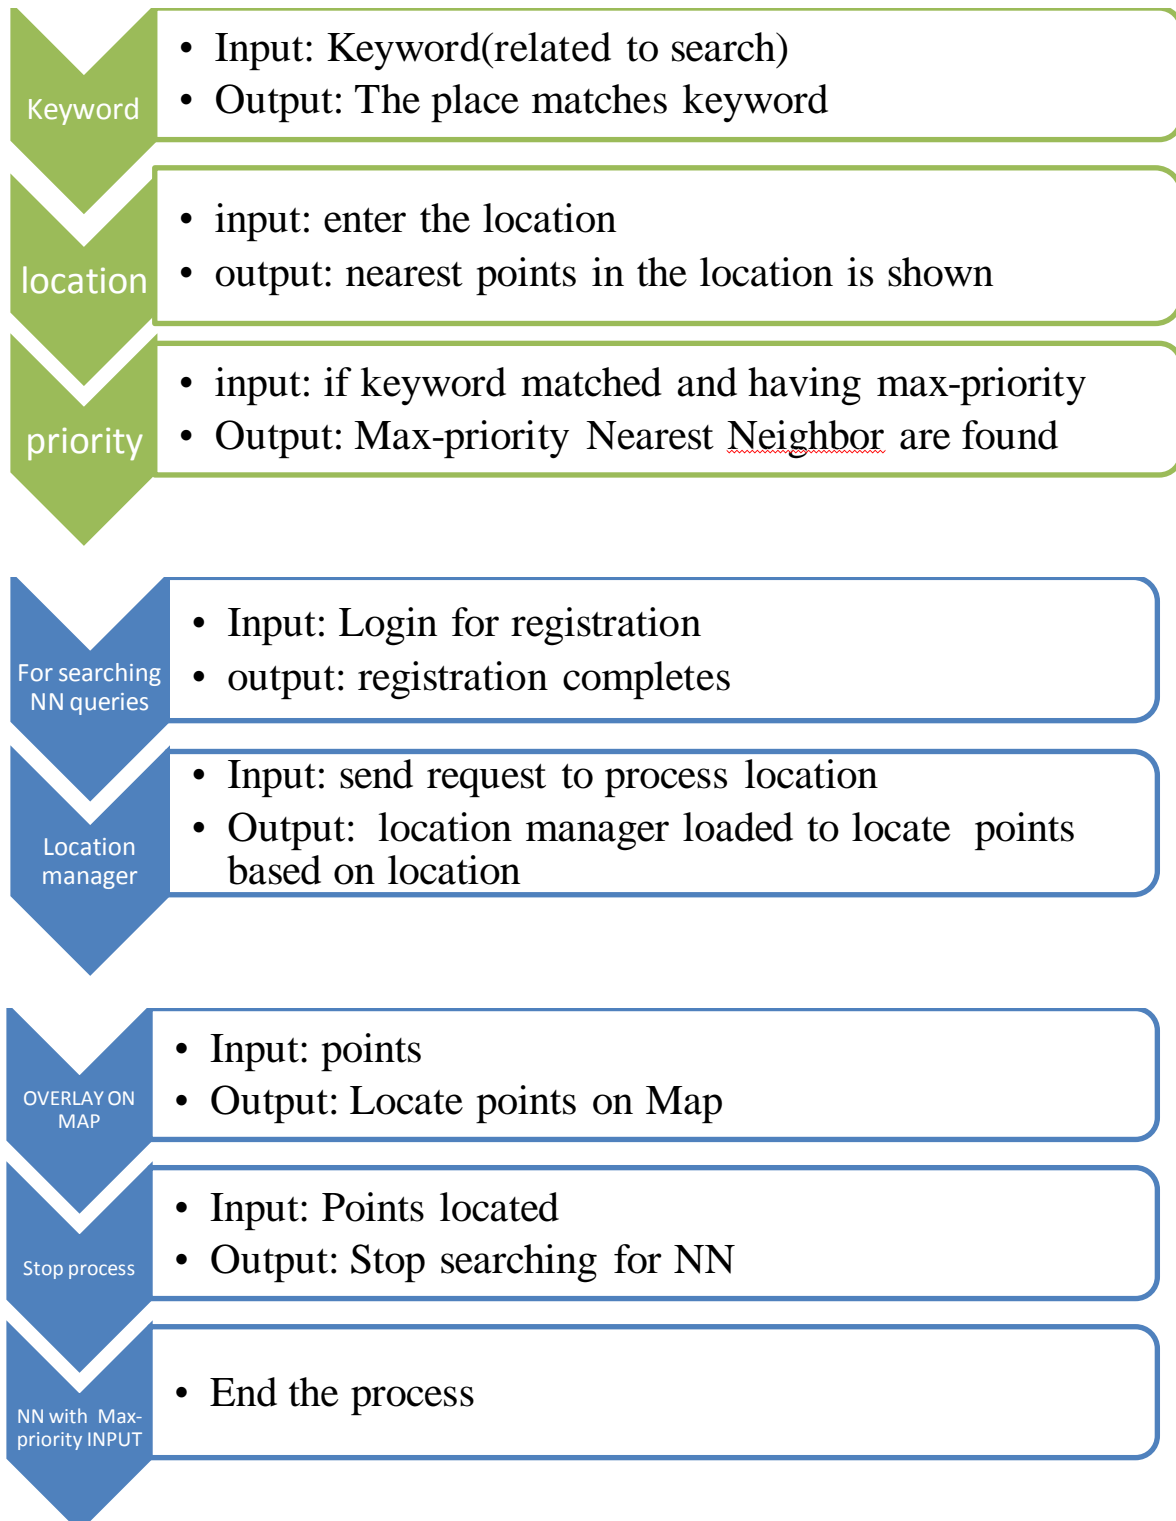 Keyword
• Input: Keyword(related to search)
• Output: The place matches keyword
location
• input: enter the location
• output: nearest points in the location is shown
priority
• input: if keyword matched and having max-priority
• Output: Max-priority Nearest Neighbor are found
For searching
NN queries
• Input: Login for registration
• output: registration completes
Location
manager
• Input: send request to process location
• Output: location manager loaded to locate points
based on location
OVERLAY ON
MAP
• Input: points
• Output: Locate points on Map
Stop process
• Input: Points located
• Output: Stop searching for NN
NN with Max-
priority INPUT
• End the process